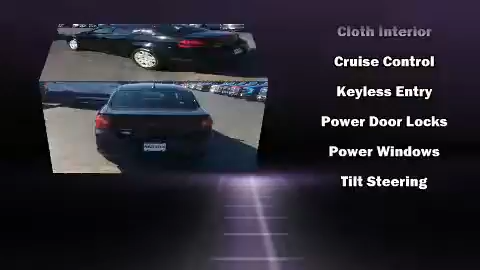 Cloth Interior
Cruise Control
Keyless Entry
Power Door Locks
Power Windows
Tilt Steering